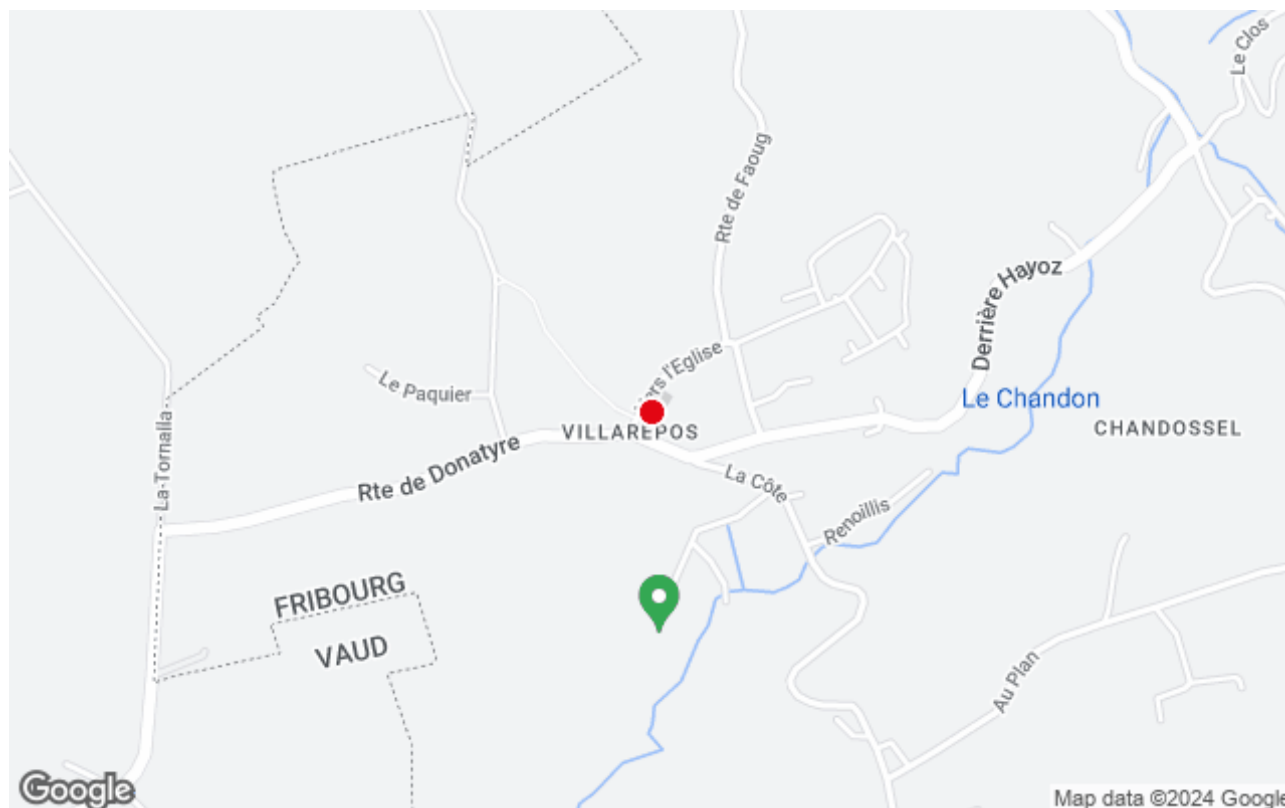 Le Clos
Rte de Faoug
Derrière Hayoz
l'Eglise
Le Paquier
Le Chandon
VILLAREPOS
CHANDOSSEL
La Tornalla
Rte de Donatyre
La Côte
Renoillis
FRIBOURG
VAUD
Au Plan
Google
Map data ©2024 Google